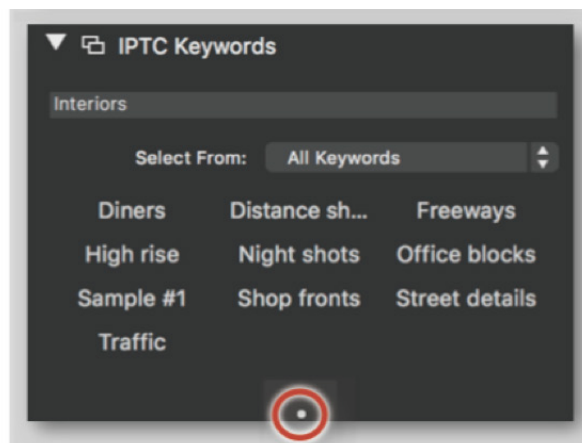 IPTC Keywords
Interiors
Select From: All Keywords
Diners Distance sh... Freeways
High rise Night shots Office blocks
Sample #1 Shop fronts Street details
Traffic